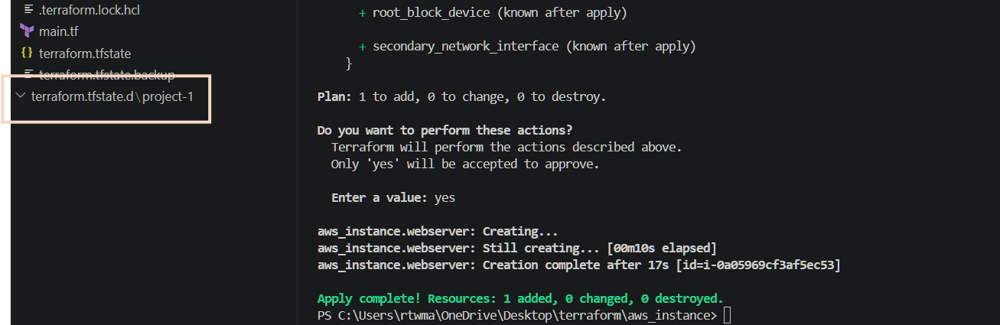 .terraform.lock.hcl
main.tf
{} terraform.tfstate
terraform.tfstate.backup
terraform.tfstate.d\project-1
+ root_block_device (known after apply)
+ secondary_network_interface (known after apply)
}
Plan: 1 to add, 0 to change, 0 to destroy.
Do you want to perform these actions?
Terraform will perform the actions described above.
Only 'yes' will be accepted to approve.
Enter a value: yes
aws_instance.webserver: Creating...
aws_instance.webserver: Still creating... [00m10s elapsed]
aws_instance.webserver: Creation complete after 17s [id=i-0a05969cf3af5ec53]
Apply complete! Resources: 1 added, 0 changed, 0 destroyed.
PS C:\Users\rtwma\OneDrive\Desktop\terraform\aws_instance>